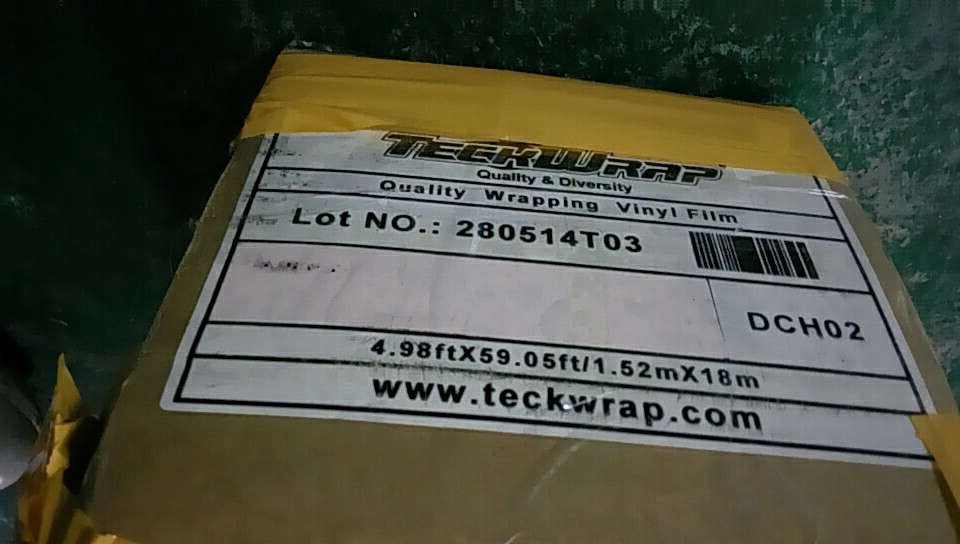 TECKWRAP
Quality & Diversity
Quality Wrapping Vinyl Film
Lot NO.: 280514T03
DCH02
4.98ftX59.05ft/1.52mX18m
www.teckwrap.com